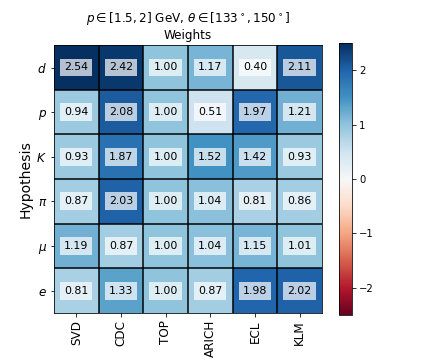 p ∈ [1.5, 2] GeV, θ ∈ [133°, 150°]
Weights
Hypothesis
d 2.54 2.42 1.00 1.17 0.40 2.11
p 0.94 2.08 1.00 0.51 1.97 1.21
K 0.93 1.87 1.00 1.52 1.42 0.93
π 0.87 2.03 1.00 1.04 0.81 0.86
μ 1.19 0.87 1.00 1.04 1.15 1.01
e 0.81 1.33 1.00 0.87 1.98 2.02
SVD CDC TOP ARICH ECL KLM
2
1
0
−1
−2